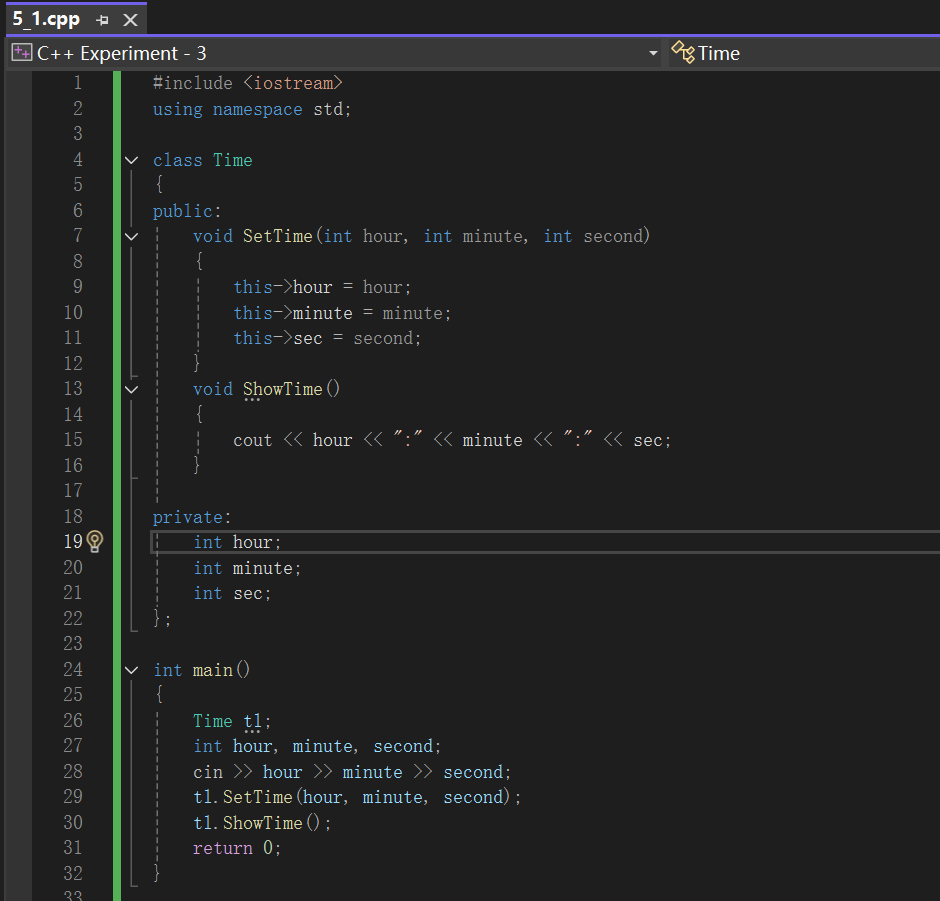 5_1.cpp
C++ Experiment - 3
Time
1 #include <iostream>
2 using namespace std;
3
4 class Time
5 {
6 public:
7     void SetTime(int hour, int minute, int second)
8     {
9         this->hour = hour;
10         this->minute = minute;
11         this->sec = second;
12     }
13     void ShowTime()
14     {
15         cout << hour << ":" << minute << ":" << sec;
16     }
17
18 private:
19     int hour;
20     int minute;
21     int sec;
22 };
23
24 int main()
25 {
26     Time t1;
27     int hour, minute, second;
28     cin >> hour >> minute >> second;
29     t1.SetTime(hour, minute, second);
30     t1.ShowTime();
31     return 0;
32 }
33